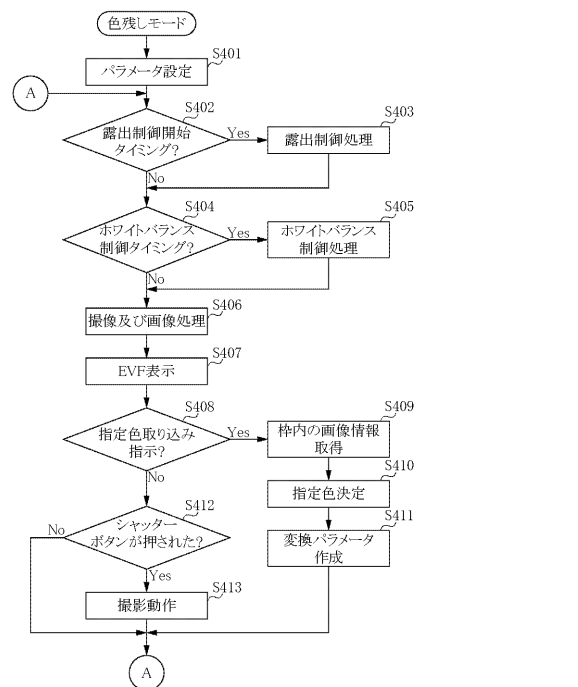 色残しモード
S401
パラメータ設定
A
S402
露出制御開始
タイミング?
Yes
S403
露出制御処理
No
S404
ホワイトバランス
制御タイミング?
Yes
S405
ホワイトバランス
制御処理
No
S406
撮像及び画像処理
S407
EVF表示
S408
指定色取り込み
指示?
Yes
S409
枠内の画像情報
取得
No
S410
指定色決定
S412
シャッター
ボタンが押された?
No
S411
変換パラメータ
作成
Yes
S413
撮影動作
A